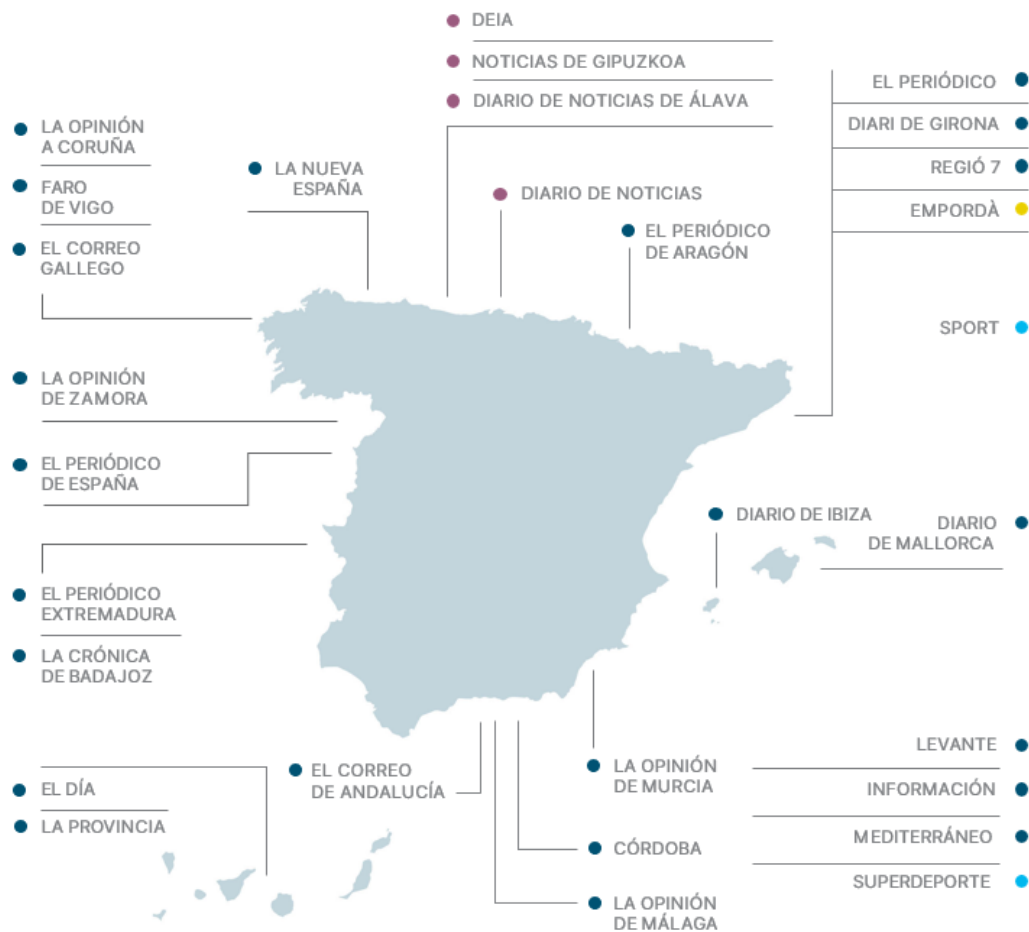 DEIA
NOTICIAS DE GIPUZKOA
DIARIO DE NOTICIAS DE ÁLAVA
EL PERIÓDICO
DIARI DE GIRONA
REGIÓ 7
EMPORDÀ
LA OPINIÓN
A CORUÑA
FARO
DE VIGO
EL CORREO
GALLEGO
LA NUEVA
ESPAÑA
DIARIO DE NOTICIAS
EL PERIÓDICO
DE ARAGÓN
SPORT
LA OPINIÓN
DE ZAMORA
EL PERIÓDICO
DE ESPAÑA
DIARIO DE IBIZA
DIARIO
DE MALLORCA
EL PERIÓDICO
EXTREMADURA
LA CRÓNICA
DE BADAJOZ
EL DÍA
LA PROVINCIA
EL CORREO
DE ANDALUCÍA
LA OPINIÓN
DE MURCIA
CÓRDOBA
LA OPINIÓN
DE MÁLAGA
LEVANTE
INFORMACIÓN
MEDITERRÁNEO
SUPERDEPORTE